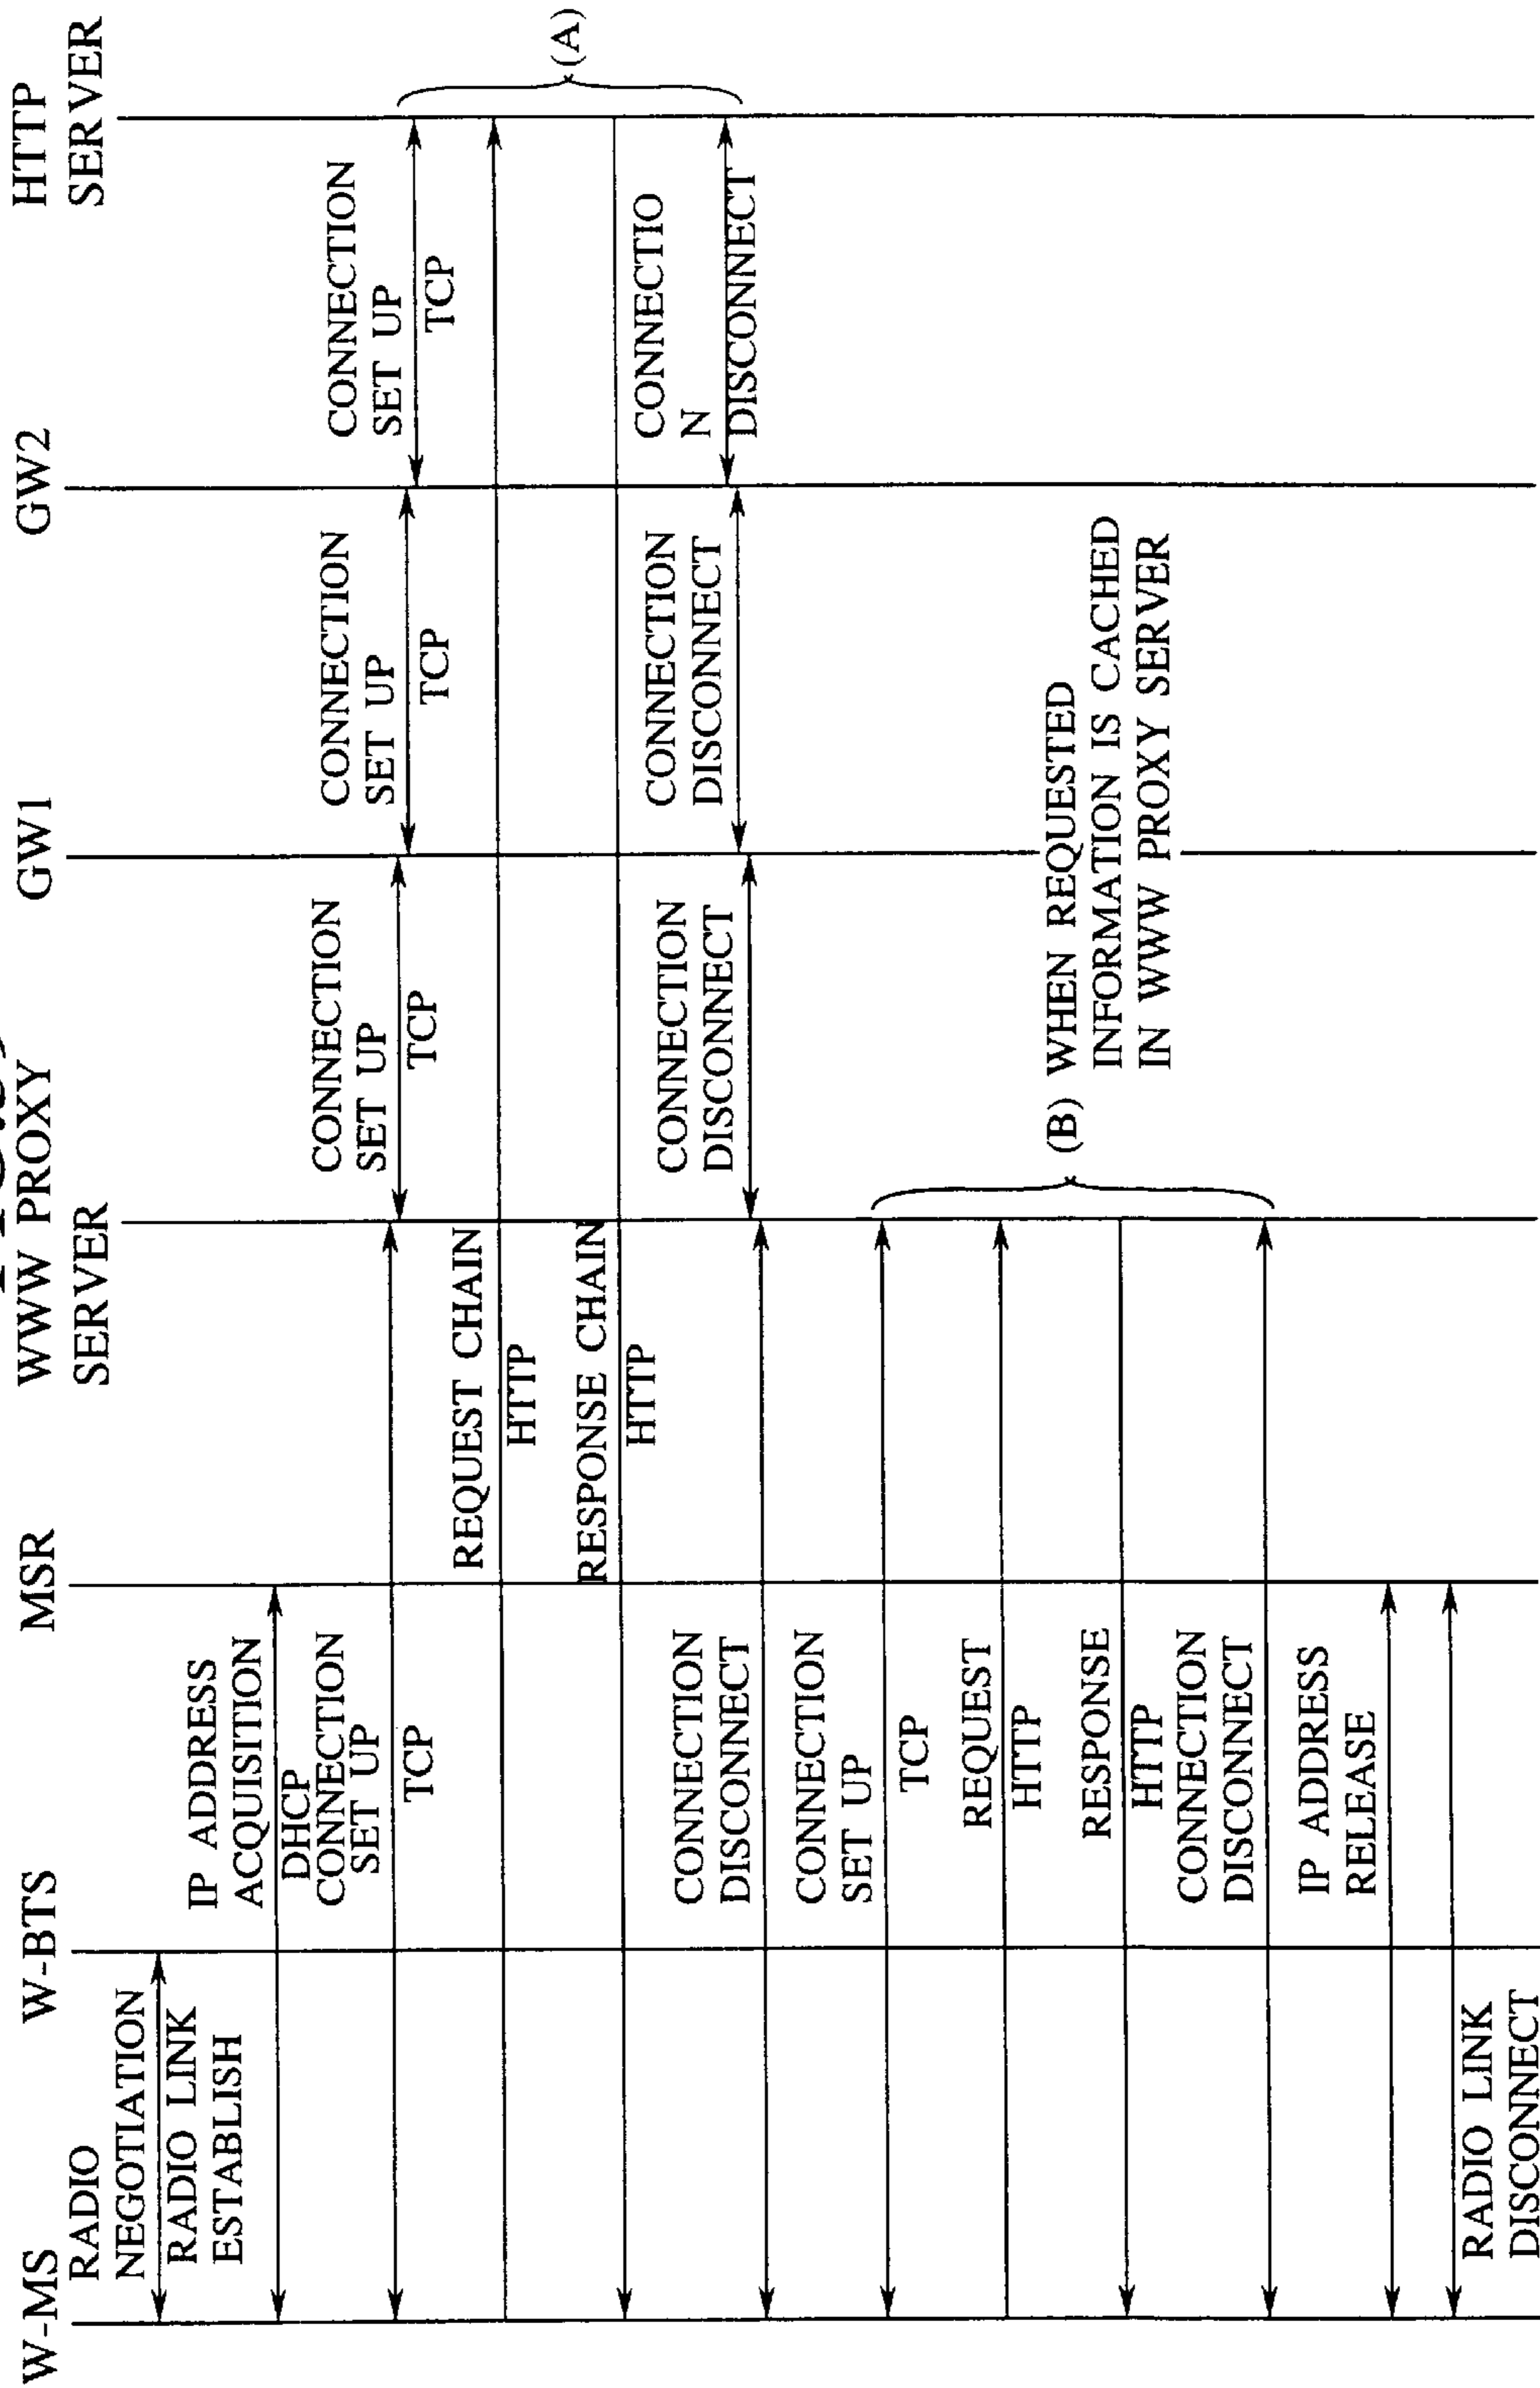 W-MS
W-BTS
MSR
WWW PROXY
SERVER
GW1
GW2
HTTP
SERVER
RADIO
NEGOTIATION
RADIO LINK
ESTABLISH
IP ADDRESS
ACQUISITION
DHCP
CONNECTION
SET UP
TCP
CONNECTION
SET UP
TCP
CONNECTION
SET UP
TCP
CONNECTION
SET UP
TCP
REQUEST CHAIN
HTTP
RESPONSE CHAIN
HTTP
(A)
CONNECTIO
N
DISCONNECT
CONNECTION
DISCONNECT
CONNECTION
DISCONNECT
CONNECTION
DISCONNECT
CONNECTION
SET UP
TCP
REQUEST
HTTP
RESPONSE
HTTP
CONNECTION
DISCONNECT
(B) WHEN REQUESTED
INFORMATION IS CACHED
IN WWW PROXY SERVER
IP ADDRESS
RELEASE
RADIO LINK
DISCONNECT